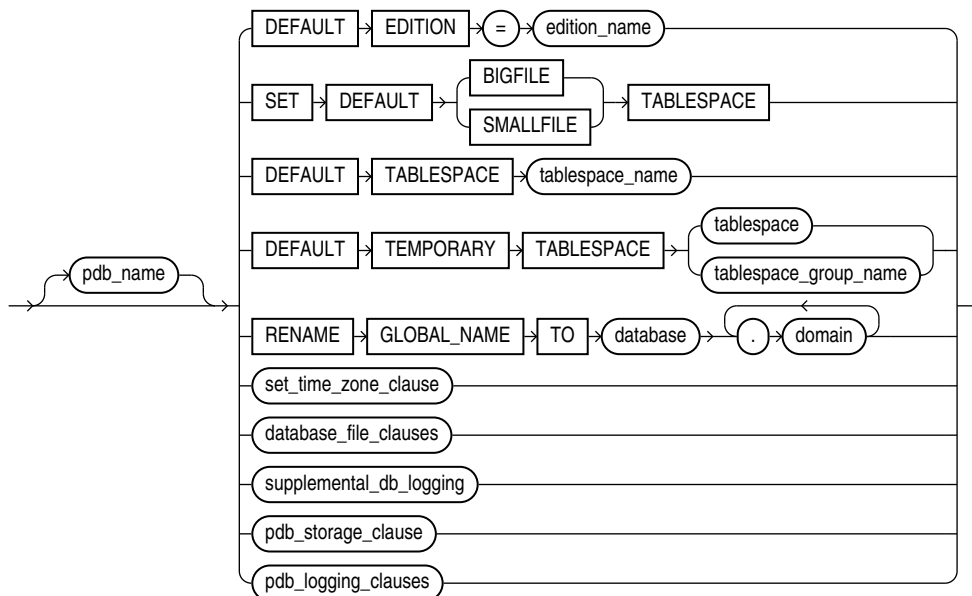 DEFAULT EDITION = edition_name
BIGFILE
SET DEFAULT TABLESPACE
SMALLFILE
DEFAULT TABLESPACE tablespace_name
tablespace
DEFAULT TEMPORARY TABLESPACE
tablespace_group_name
pdb_name
RENAME GLOBAL_NAME TO database . domain
set_time_zone_clause
database_file_clauses
supplemental_db_logging
pdb_storage_clause
pdb_logging_clauses